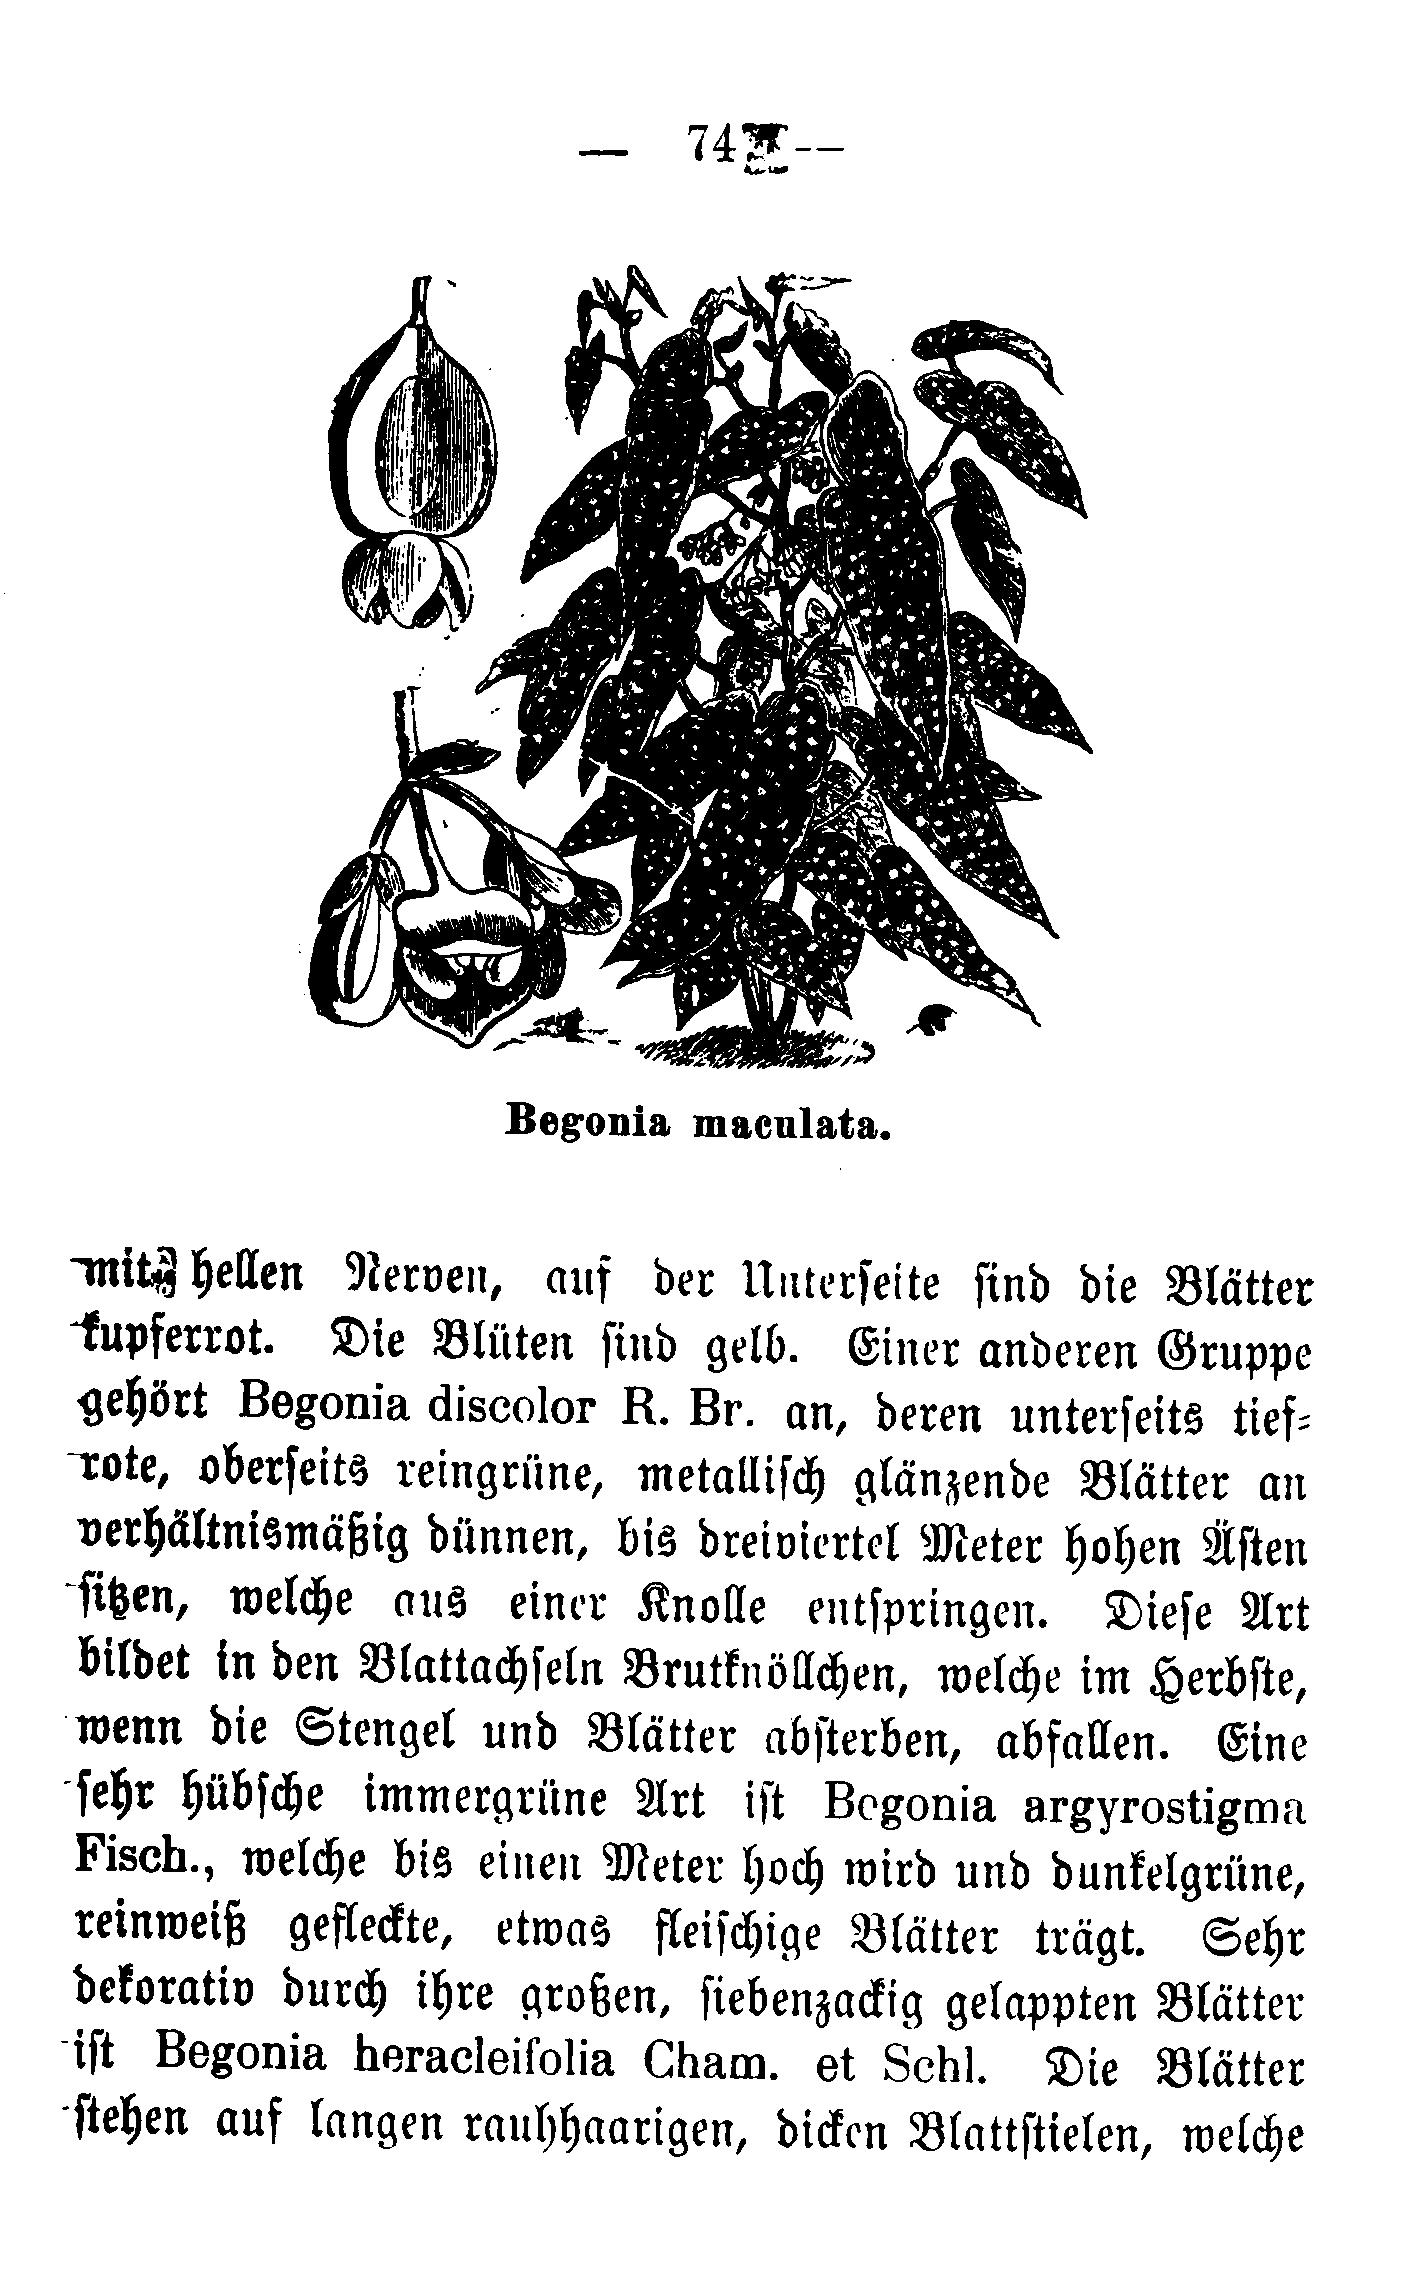 — 74 —
Begonia maculata.
mit hellen Nerven, auf der Unterseite sind die Blätter
kupferrot. Die Blüten sind gelb. Einer anderen Gruppe
gehört Begonia discolor R. Br. an, deren unterseits tief-
rote, oberseits reingrüne, metallisch glänzende Blätter an
verhältnismäßig dünnen, bis dreiviertel Meter hohen Ästen
sitzen, welche aus einer Knolle entspringen. Diese Art
bildet in den Blattachseln Brutknöllchen, welche im Herbste,
wenn die Stengel und Blätter absterben, abfallen. Eine
sehr hübsche immergrüne Art ist Begonia argyrostigma
Fisch., welche bis einen Meter hoch wird und dunkelgrüne,
reinweiß gefleckte, etwas fleischige Blätter trägt. Sehr
dekorativ durch ihre großen, siebenzackig gelappten Blätter
ist Begonia heracleifolia Cham. et Schl. Die Blätter
stehen auf langen rauhhaarigen, dicken Blattstielen, welche